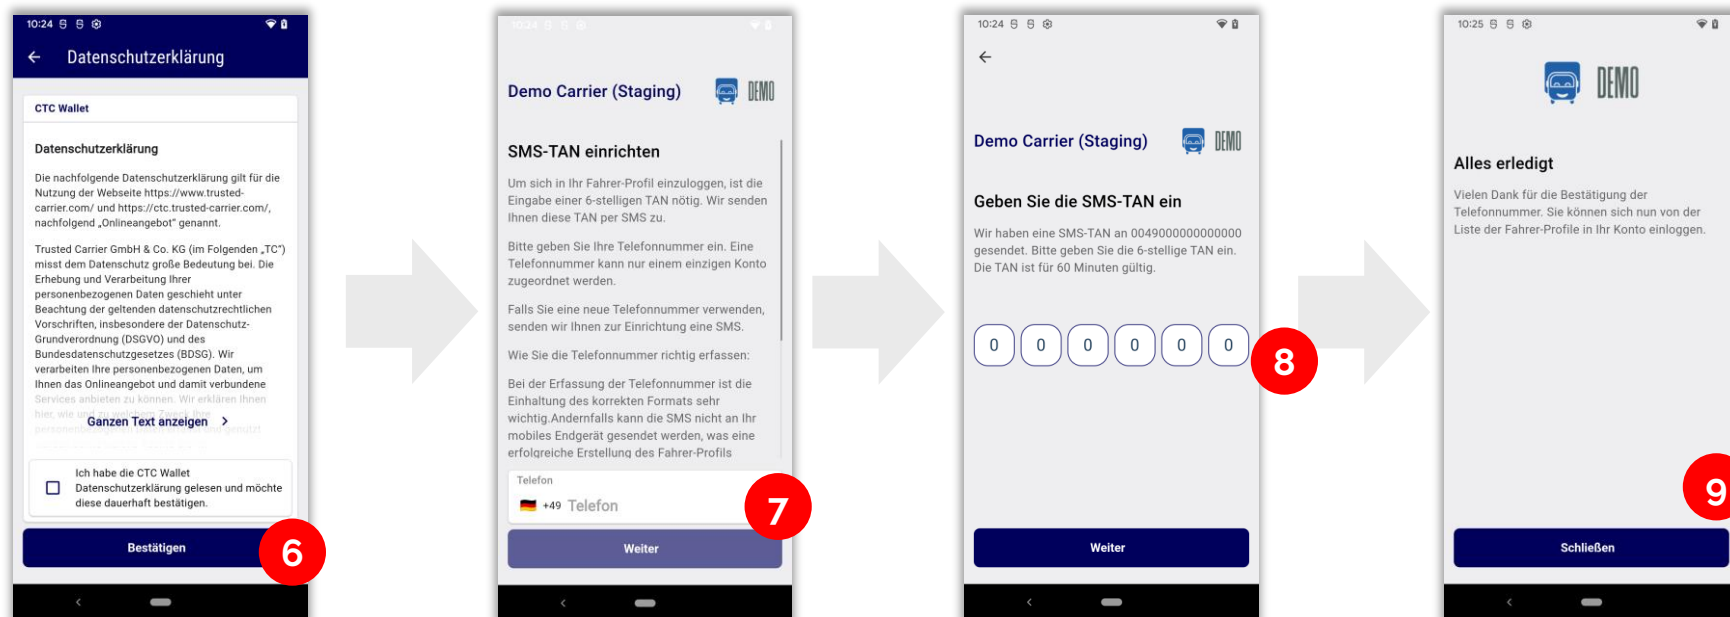 10:24
Datenschutzerklärung
CTC Wallet
Datenschutzerklärung
Die nachfolgende Datenschutzerklärung gilt für die
Nutzung der Webseite https://www.trusted-
carrier.com/ und https://ctc.trusted-carrier.com/,
nachfolgend „Onlineangebot" genannt.
Trusted Carrier GmbH & Co. KG (im Folgenden „TC")
misst dem Datenschutz große Bedeutung bei. Die
Erhebung und Verarbeitung Ihrer
personenbezogenen Daten geschieht unter
Beachtung der geltenden datenschutzrechtlichen
Vorschriften, insbesondere der Datenschutz-
Grundverordnung (DSGVO) und des
Bundesdatenschutzgesetzes (BDSG). Wir
verarbeiten Ihre personenbezogenen Daten, um
Ihnen das Onlineangebot und damit verbundene
Services anbieten zu können. Wir erklären Ihnen
hier, wie und zu welchem Zweck Ihre
Ganzen Text anzeigen
Ich habe die CTC Wallet
Datenschutzerklärung gelesen und möchte
diese dauerhaft bestätigen.
Bestätigen
6
10:24
Demo Carrier (Staging)
DEMO
SMS-TAN einrichten
Um sich in Ihr Fahrer-Profil einzuloggen, ist die
Eingabe einer 6-stelligen TAN nötig. Wir senden
Ihnen diese TAN per SMS zu.
Bitte geben Sie Ihre Telefonnummer ein. Eine
Telefonnummer kann nur einem einzigen Konto
zugeordnet werden.
Falls Sie eine neue Telefonnummer verwenden,
senden wir Ihnen zur Einrichtung eine SMS.
Wie Sie die Telefonnummer richtig erfassen:
Bei der Erfassung der Telefonnummer ist die
Einhaltung des korrekten Formats sehr
wichtig.Andernfalls kann die SMS nicht an Ihr
mobiles Endgerät gesendet werden, was eine
erfolgreiche Erstellung des Fahrer-Profils
Telefon
+49 Telefon
7
Weiter
10:24
Demo Carrier (Staging)
DEMO
Geben Sie die SMS-TAN ein
Wir haben eine SMS-TAN an 0049000000000000
gesendet. Bitte geben Sie die 6-stellige TAN ein.
Die TAN ist für 60 Minuten gültig.
0 0 0 0 0 0
8
Weiter
10:25
DEMO
Alles erledigt
Vielen Dank für die Bestätigung der
Telefonnummer. Sie können sich nun von der
Liste der Fahrer-Profile in Ihr Konto einloggen.
9
Schließen